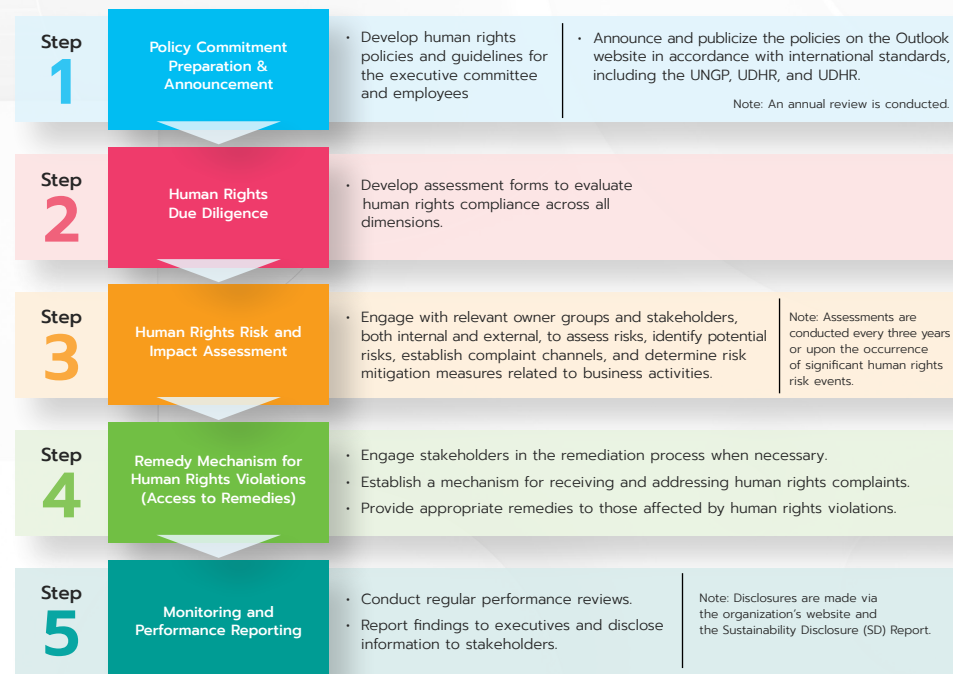 Step
1
Policy Commitment
Preparation &
Announcement
• Develop human rights
policies and guidelines for
the executive committee
and employees
• Announce and publicize the policies on the Outlook
website in accordance with international standards,
including the UNGP, UDHR, and UDHR.
Note: An annual review is conducted.
Step
2
Human Rights
Due Diligence
• Develop assessment forms to evaluate
human rights compliance across all
dimensions.
Step
3
Human Rights Risk and
Impact Assessment
• Engage with relevant owner groups and stakeholders,
both internal and external, to assess risks, identify potential
risks, establish complaint channels, and determine risk
mitigation measures related to business activities.
Note: Assessments are
conducted every three years
or upon the occurrence
of significant human rights
risk events.
Step
4
Remedy Mechanism for
Human Rights Violations
(Access to Remedies)
• Engage stakeholders in the remediation process when necessary.
• Establish a mechanism for receiving and addressing human rights complaints.
• Provide appropriate remedies to those affected by human rights violations.
Step
5
Monitoring and
Performance Reporting
• Conduct regular performance reviews.
• Report findings to executives and disclose
information to stakeholders.
Note: Disclosures are made via
the organization's website and
the Sustainability Disclosure (SD) Report.